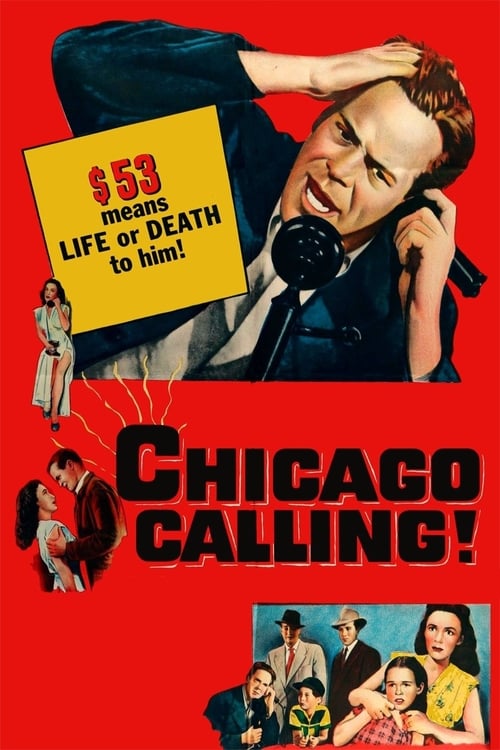 $53
means
LIFE or DEATH
to him!
CHICAGO
CALLING!